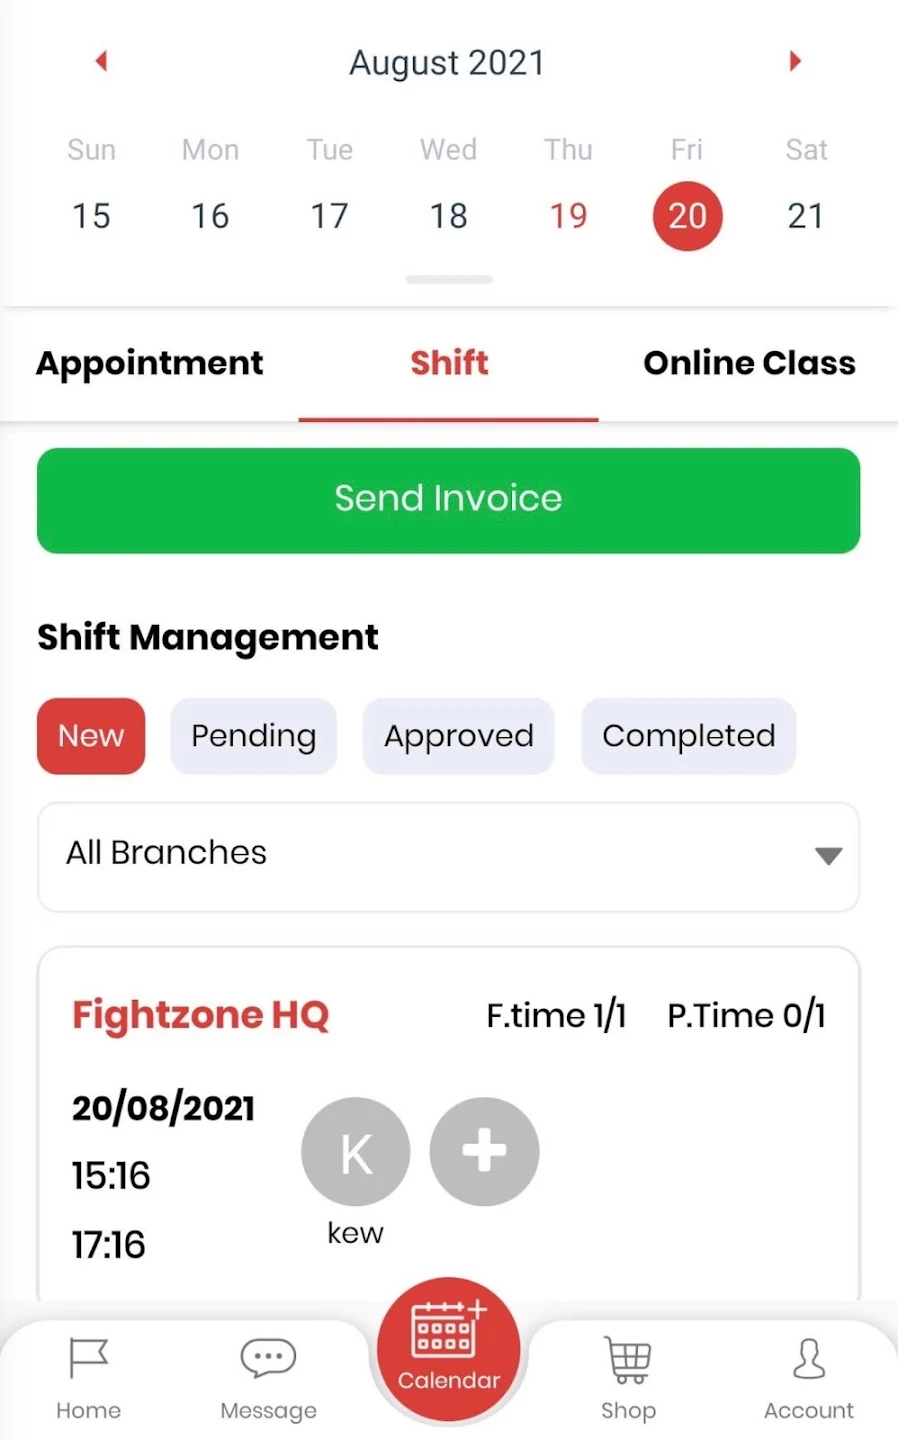 August 2021
Sun Mon Tue Wed Thu Fri Sat
15 16 17 18 19 20 21
Appointment Shift Online Class
Send Invoice
Shift Management
New Pending Approved Completed
All Branches
Fightzone HQ F.time 1/1 P.Time 0/1
20/08/2021
15:16
K
kew
17:16
Home Message Calendar Shop Account